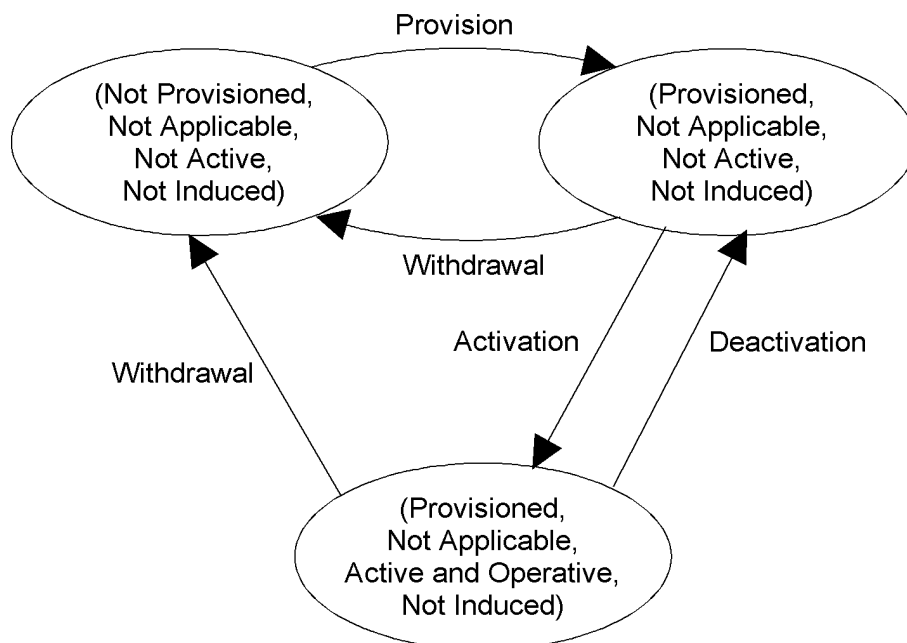 Provision
(Not Provisioned,
Not Applicable,
Not Active,
Not Induced)
(Provisioned,
Not Applicable,
Not Active,
Not Induced)
Withdrawal
Activation
Deactivation
Withdrawal
(Provisioned,
Not Applicable,
Active and Operative,
Not Induced)